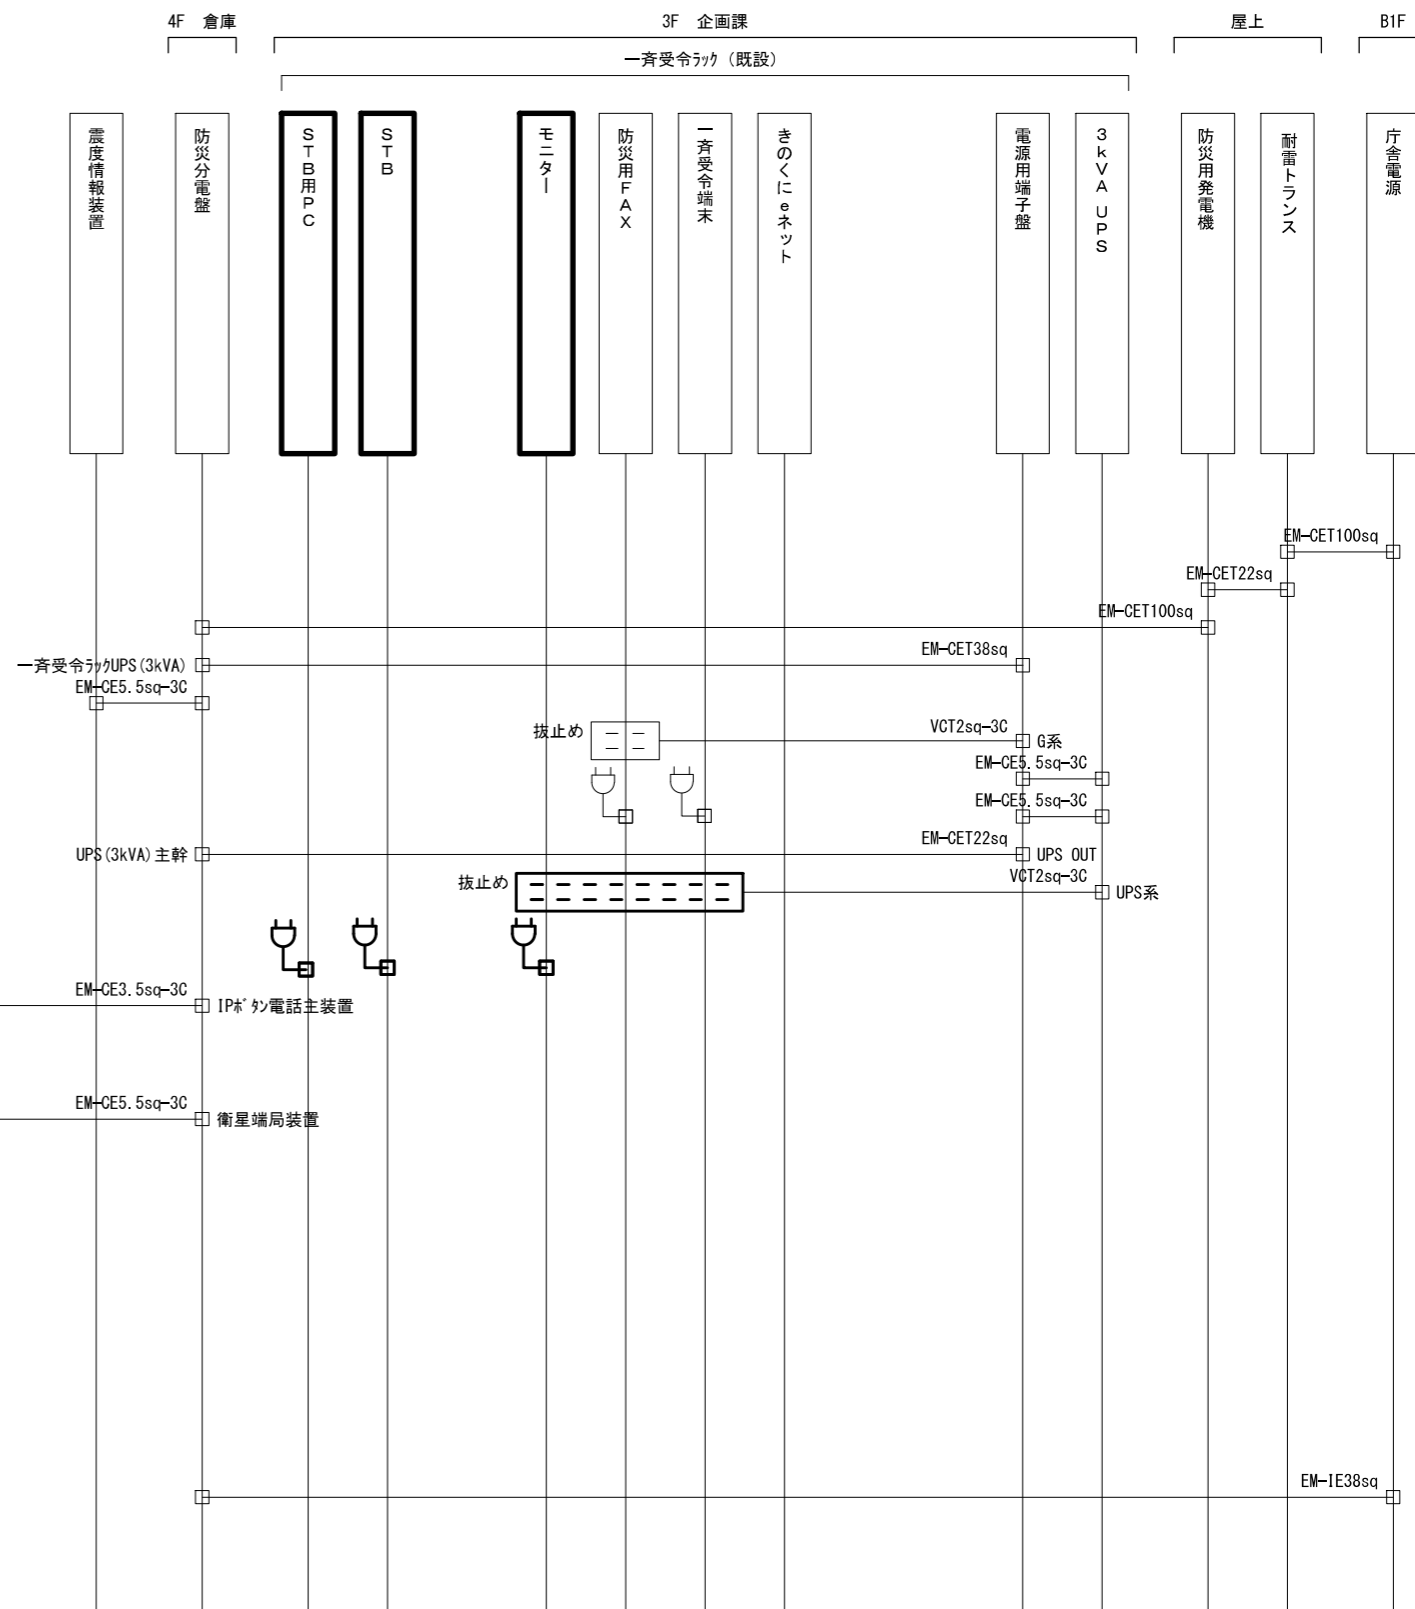 4F 倉庫
3F 企画課
屋上
B1F
一斉受令ﾗｯｸ（既設）
震度情報装置
防災分電盤
STB用PC
STB
モニター
防災用FAX
一斉受令端末
きのくにeネット
電源用端子盤
3kVA UPS
防災用発電機
耐雷トランス
庁舎電源
EM-CET100sq
EM-CET22sq
EM-CET100sq
EM-CET38sq
一斉受令ﾗｯｸUPS(3kVA)
EM-CE5.5sq-3C
抜止め
VCT2sq-3C
G系
EM-CE5.5sq-3C
EM-CE5.5sq-3C
EM-CET22sq
UPS(3kVA)主幹
UPS OUT
VCT2sq-3C
抜止め
UPS系
EM-CE3.5sq-3C
IPﾎﾞﾀﾝ電話主装置
EM-CE5.5sq-3C
衛星端局装置
EM-IE38sq